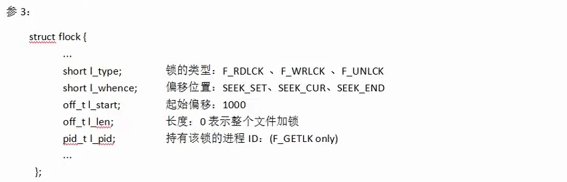 参 3：
struct flock {
...
short l_type; 锁的类型：F_RDLCK 、F_WRLCK 、F_UNLCK
short l_whence; 偏移位置：SEEK_SET、SEEK_CUR、SEEK_END
off_t l_start; 起始偏移：1000
off_t l_len; 长度：0 表示整个文件加锁
pid_t l_pid; 持有该锁的进程 ID：(F_GETLK only)
...
};